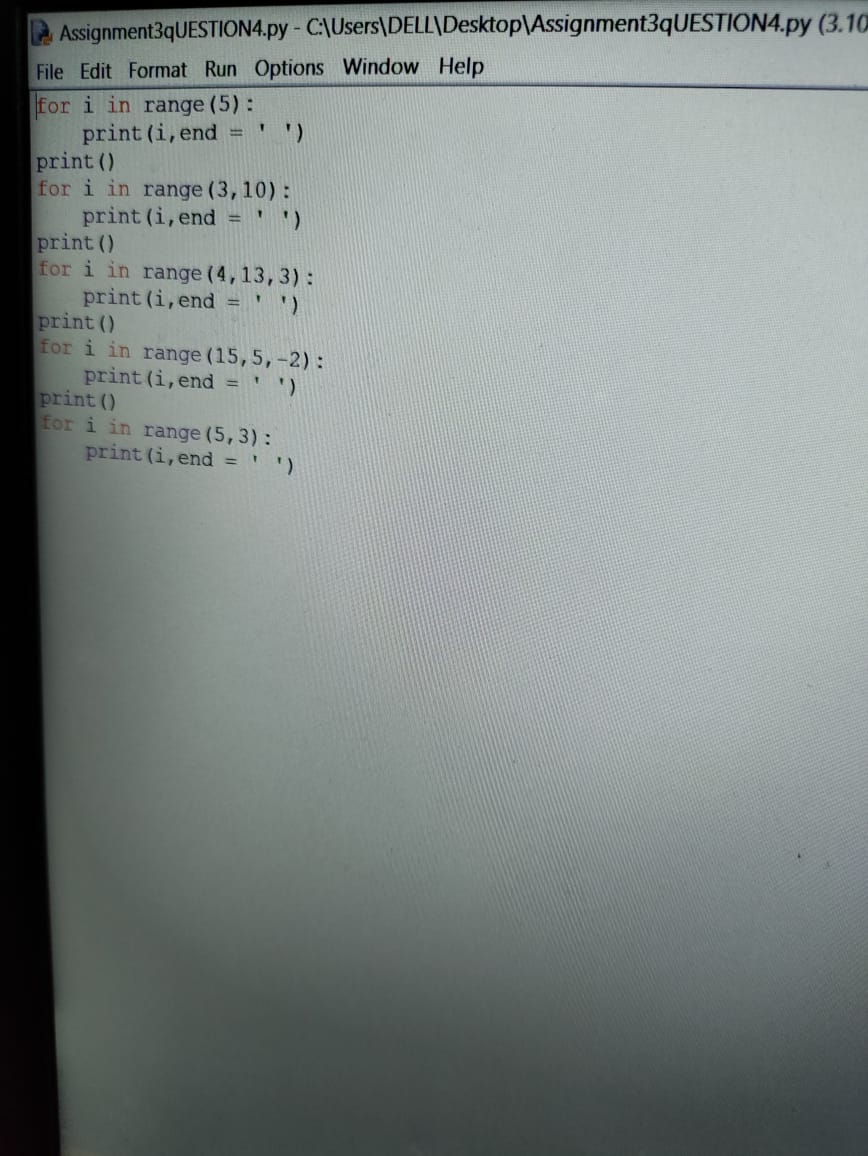 Assignment3qUESTION4.py - C:\Users\DELL\Desktop\Assignment3qUESTION4.py (3.10
File Edit Format Run Options Window Help
for i in range(5):
    print(i,end = ' ')
print()
for i in range(3,10):
    print(i,end = ' ')
print()
for i in range(4,13,3):
    print(i,end = ' ')
print()
for i in range(15,5,-2):
    print(i,end = ' ')
print()
for i in range(5,3):
    print(i,end = ' ')